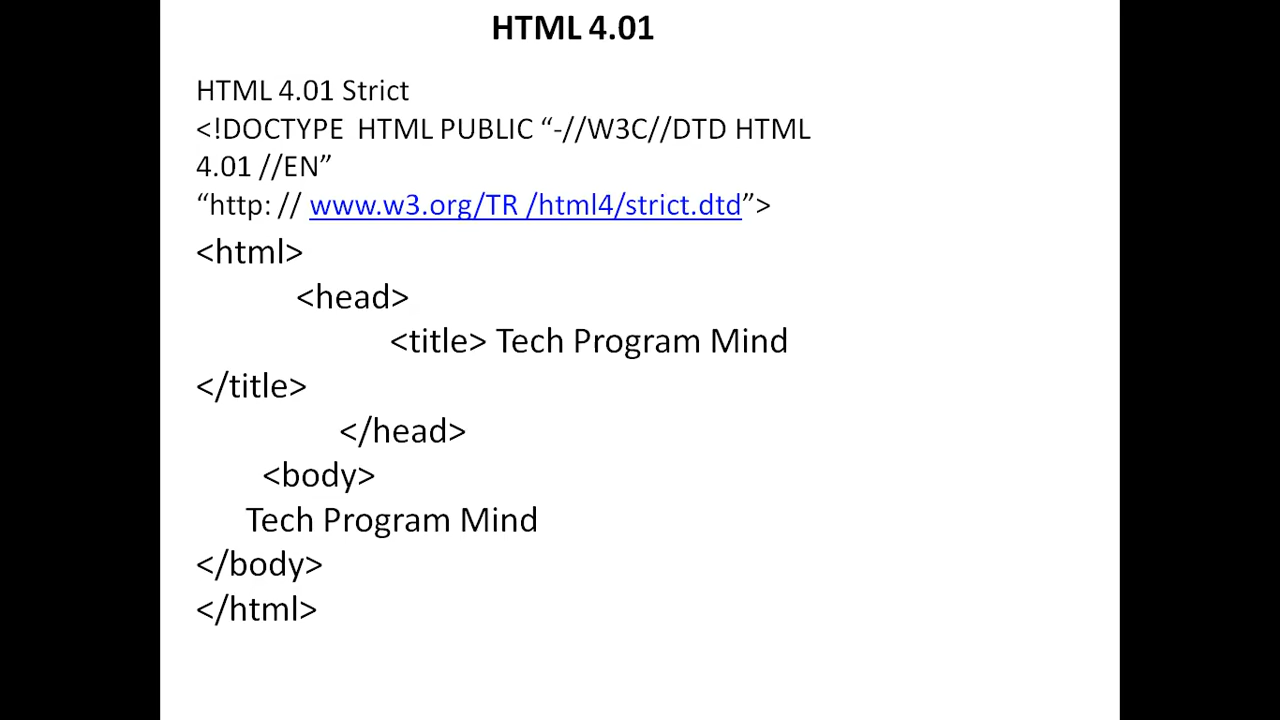 HTML 4.01
HTML 4.01 Strict
<!DOCTYPE  HTML PUBLIC “-//W3C//DTD HTML
4.01 //EN”
“http: // www.w3.org/TR /html4/strict.dtd”>
<html>
<head>
<title> Tech Program Mind
</title>
</head>
<body>
Tech Program Mind
</body>
</html>